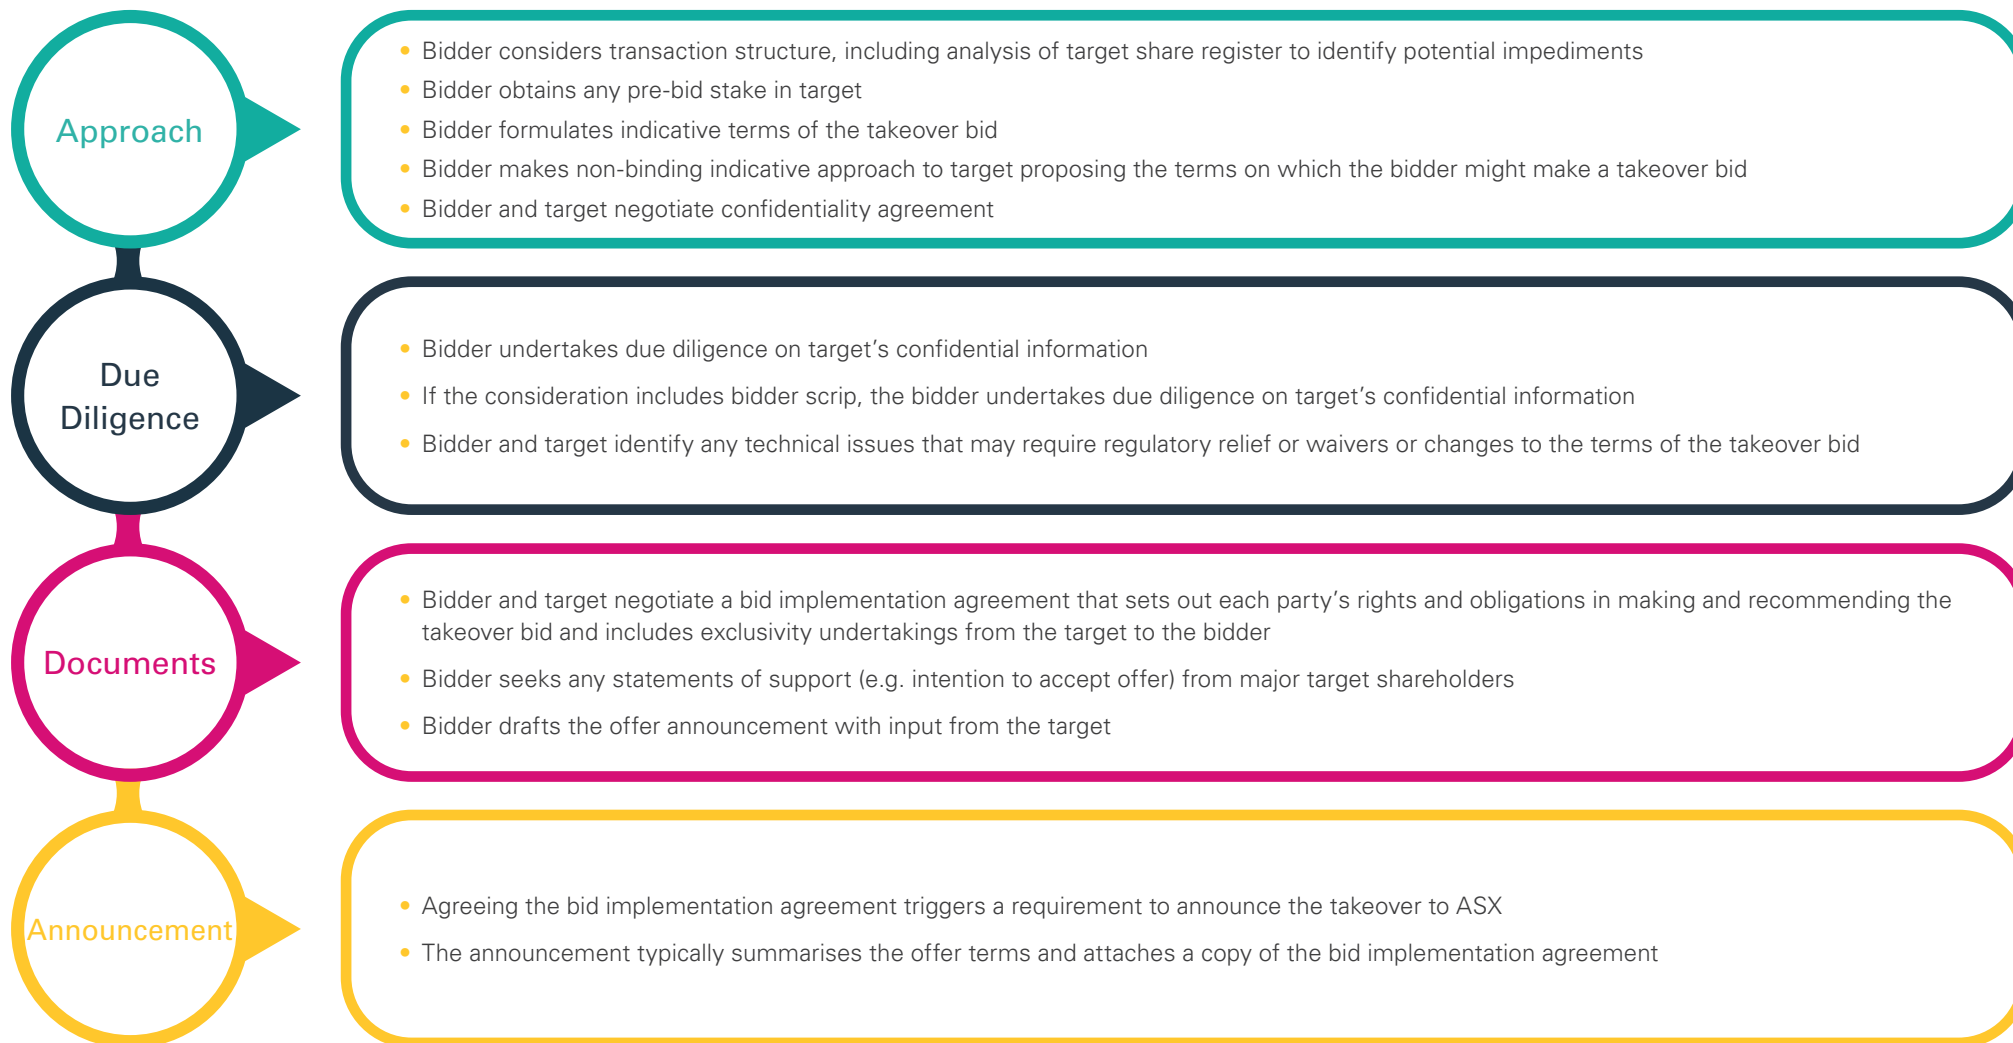 Approach
• Bidder considers transaction structure, including analysis of target share register to identify potential impediments
• Bidder obtains any pre-bid stake in target
• Bidder formulates indicative terms of the takeover bid
• Bidder makes non-binding indicative approach to target proposing the terms on which the bidder might make a takeover bid
• Bidder and target negotiate confidentiality agreement
Due
Diligence
• Bidder undertakes due diligence on target’s confidential information
• If the consideration includes bidder scrip, the bidder undertakes due diligence on target’s confidential information
• Bidder and target identify any technical issues that may require regulatory relief or waivers or changes to the terms of the takeover bid
Documents
• Bidder and target negotiate a bid implementation agreement that sets out each party’s rights and obligations in making and recommending the
takeover bid and includes exclusivity undertakings from the target to the bidder
• Bidder seeks any statements of support (e.g. intention to accept offer) from major target shareholders
• Bidder drafts the offer announcement with input from the target
Announcement
• Agreeing the bid implementation agreement triggers a requirement to announce the takeover to ASX
• The announcement typically summarises the offer terms and attaches a copy of the bid implementation agreement